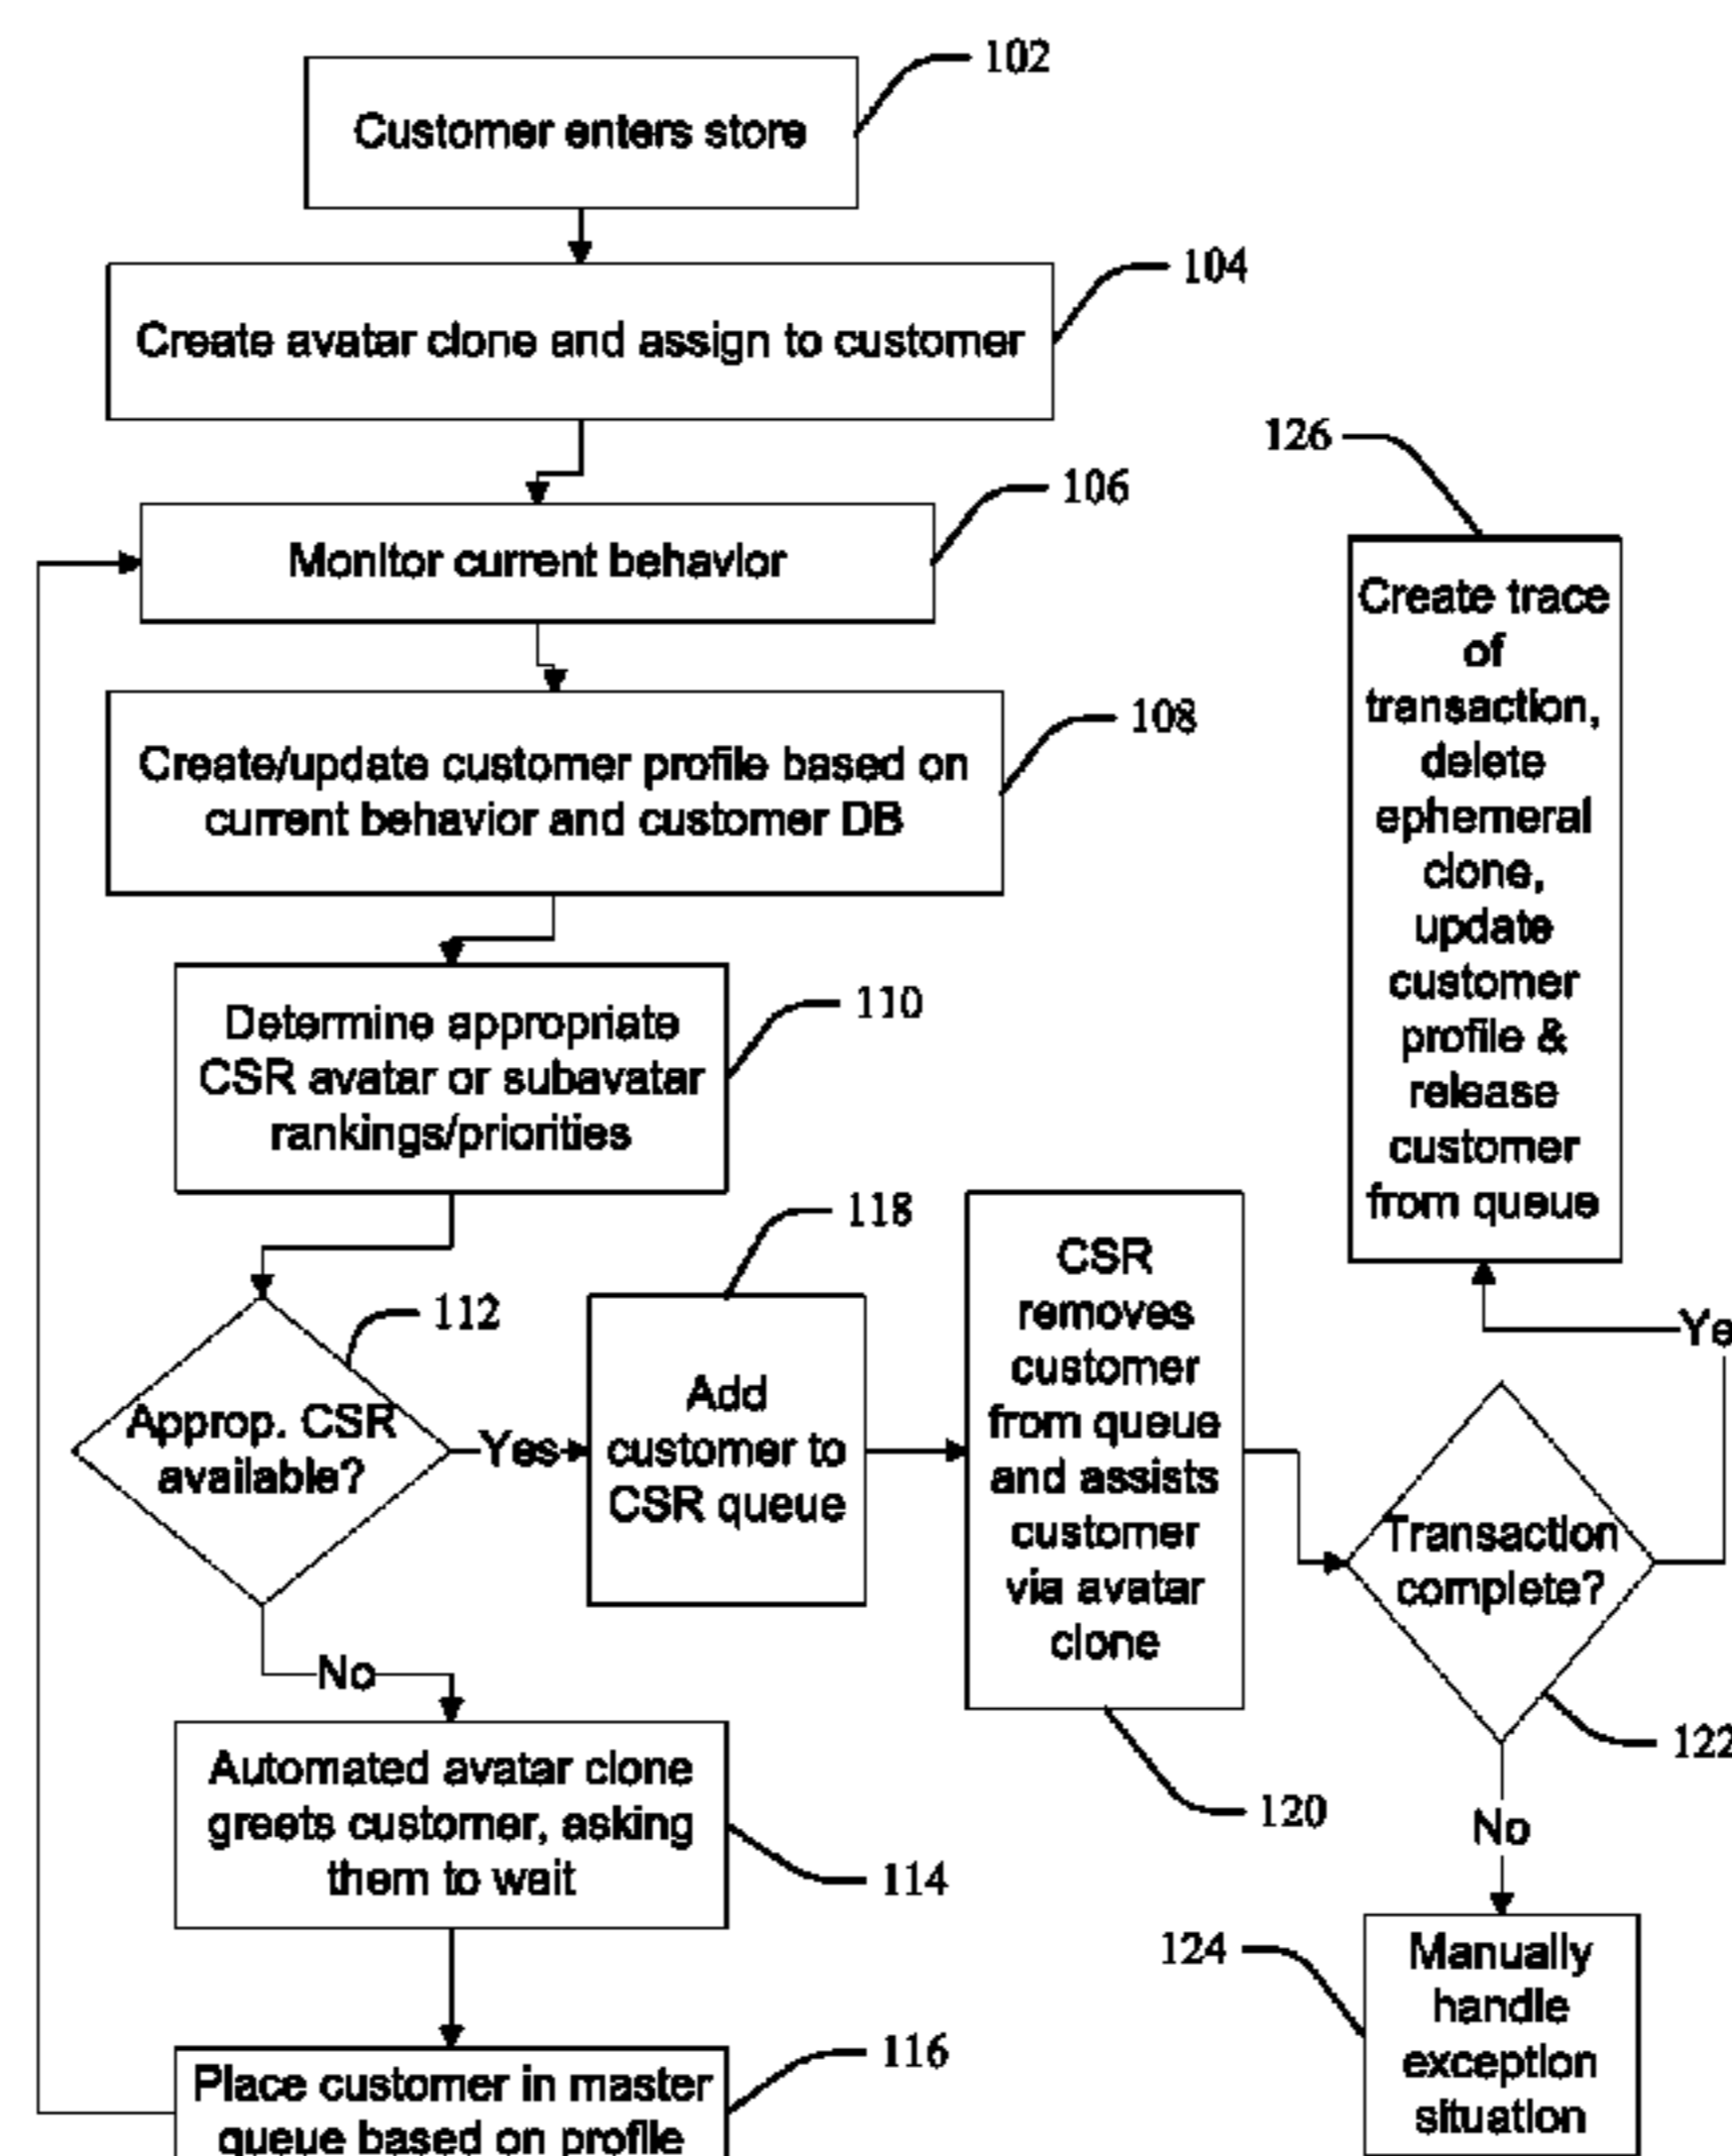 102
Customer enters store
104
Create avatar clone and assign to customer
106
Monitor current behavior
108
Create/update customer profile based on
current behavior and customer DB
110
Determine appropriate
CSR avatar or subavatar
rankings/priorities
112
Approp. CSR
available?
Yes
No
118
Add
customer to
CSR queue
CSR
removes
customer
from queue
and assists
customer
via avatar
clone
120
Transaction
complete?
122
Ye
No
126
Create trace
of
transaction,
delete
ephemeral
clone,
update
customer
profile &
release
customer
from queue
Automated avatar clone
greets customer, asking
them to wait
114
Place customer in master
queue based on profile
116
124
Manually
handle
exception
situation